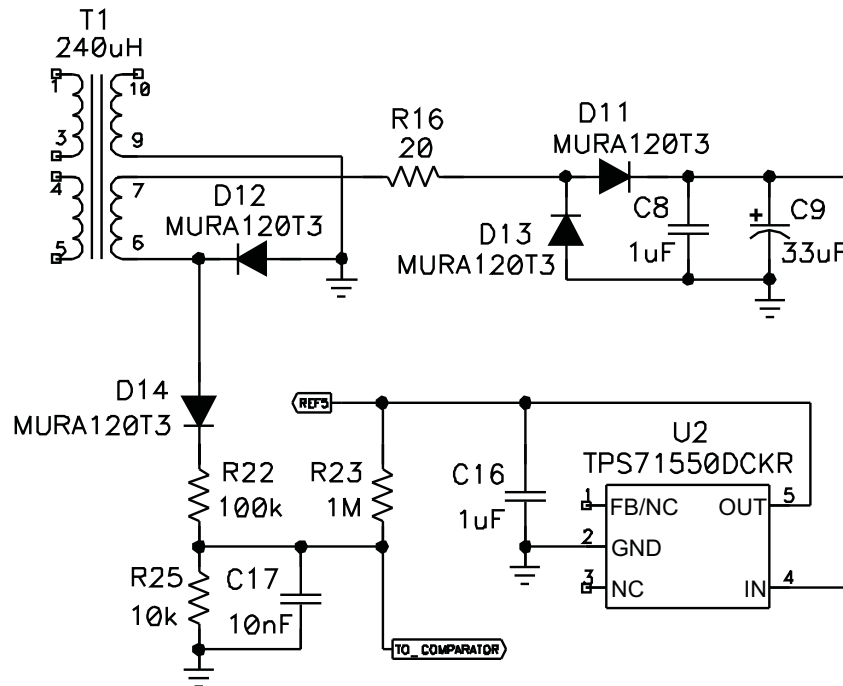 T1
240uH
1
10
3
9
4
7
5
6
R16
20
D11
MURA120T3
D12
MURA120T3
D13
MURA120T3
C8
1uF
C9
33uF
+
D14
MURA120T3
REF5
R22
100k
R23
1M
C16
1uF
U2
TPS71550DCKR
1
FB/NC
OUT
5
2
GND
3
NC
IN
4
R25
10k
C17
10nF
TO_COMPARATOR